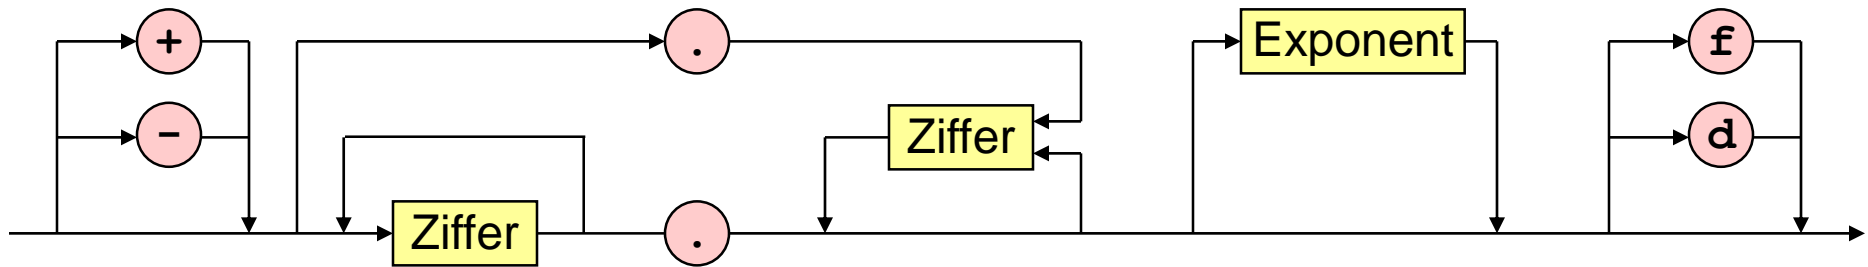 +
.
Exponent
f
-
Ziffer
d
Ziffer
.